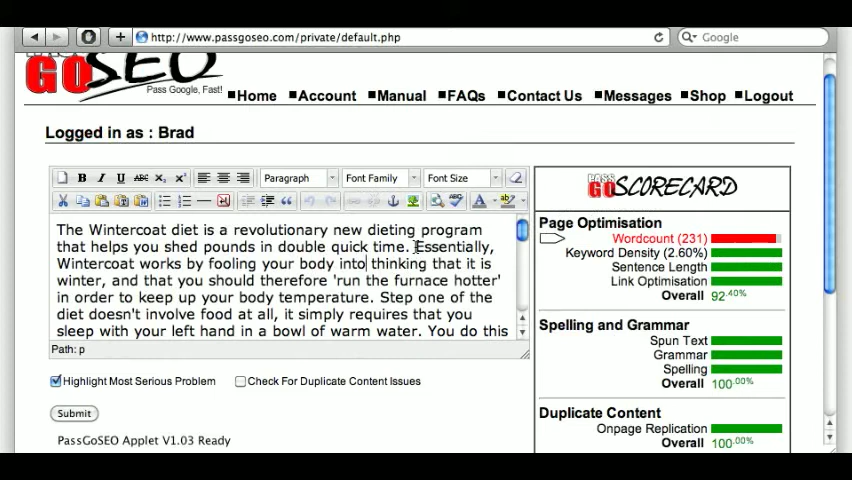 http://www.passgoseo.com/private/default.php
Google
GOSEO
Pass Google, Fast!
Home Account Manual FAQs Contact Us Messages Shop Logout
Logged in as : Brad
B I U ABC X₂ X² Paragraph Font Family Font Size
HTML ABC A ab
The Wintercoat diet is a revolutionary new dieting program
that helps you shed pounds in double quick time. Essentially,
Wintercoat works by fooling your body into thinking that it is
winter, and that you should therefore 'run the furnace hotter'
in order to keep up your body temperature. Step one of the
diet doesn't involve food at all, it simply requires that you
sleep with your left hand in a bowl of warm water. You do this
Path: p
Highlight Most Serious Problem Check For Duplicate Content Issues
Submit
PassGoSEO Applet V1.03 Ready
PASS GO SCORECARD
Page Optimisation
Wordcount (231)
Keyword Density (2.60%)
Sentence Length
Link Optimisation
Overall 92.40%
Spelling and Grammar
Spun Text
Grammar
Spelling
Overall 100.00%
Duplicate Content
Onpage Replication
Overall 100.00%